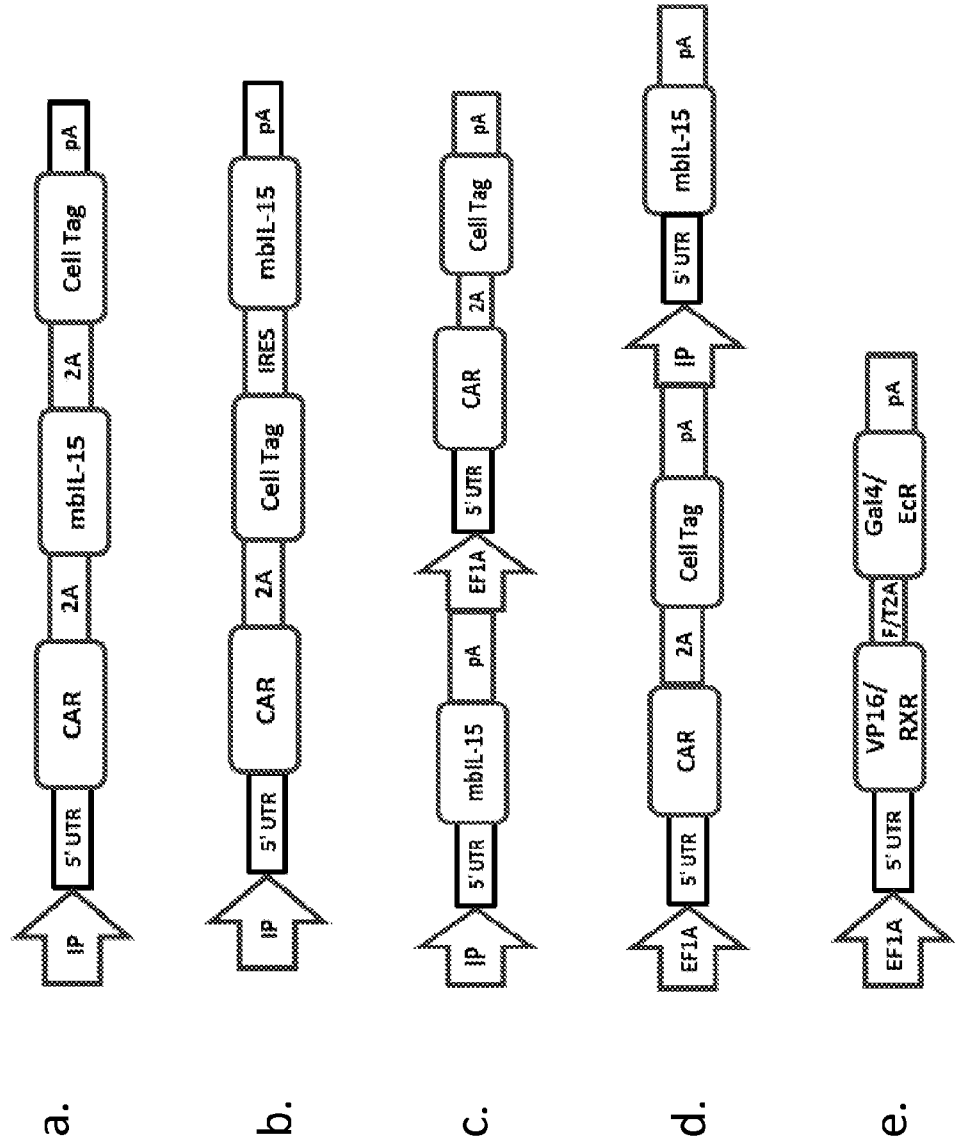 a.
IP
5' UTR
CAR
2A
mbIL-15
2A
Cell Tag
pA
b.
IP
5' UTR
CAR
2A
Cell Tag
IRES
mbIL-15
pA
c.
IP
5' UTR
mbIL-15
pA
EF1A
5' UTR
CAR
2A
Cell Tag
pA
d.
EF1A
5' UTR
CAR
2A
Cell Tag
pA
IP
5' UTR
mbIL-15
pA
e.
EF1A
5' UTR
VP16/
RXR
F/T2A
Gal4/
EcR
pA